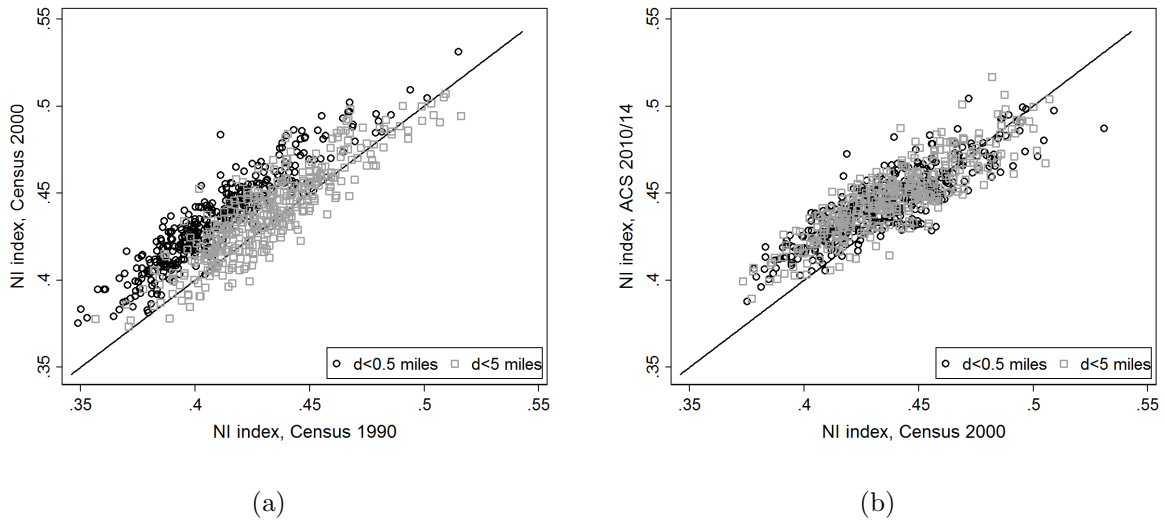 .55
.5
.45
.4
.35
NI index, Census 2000
.35 .4 .45 .5 .55
NI index, Census 1990
d<0.5 miles d<5 miles
(a)
.55
.5
.45
.4
.35
NI index, ACS 2010/14
.35 .4 .45 .5 .55
NI index, Census 2000
d<0.5 miles d<5 miles
(b)